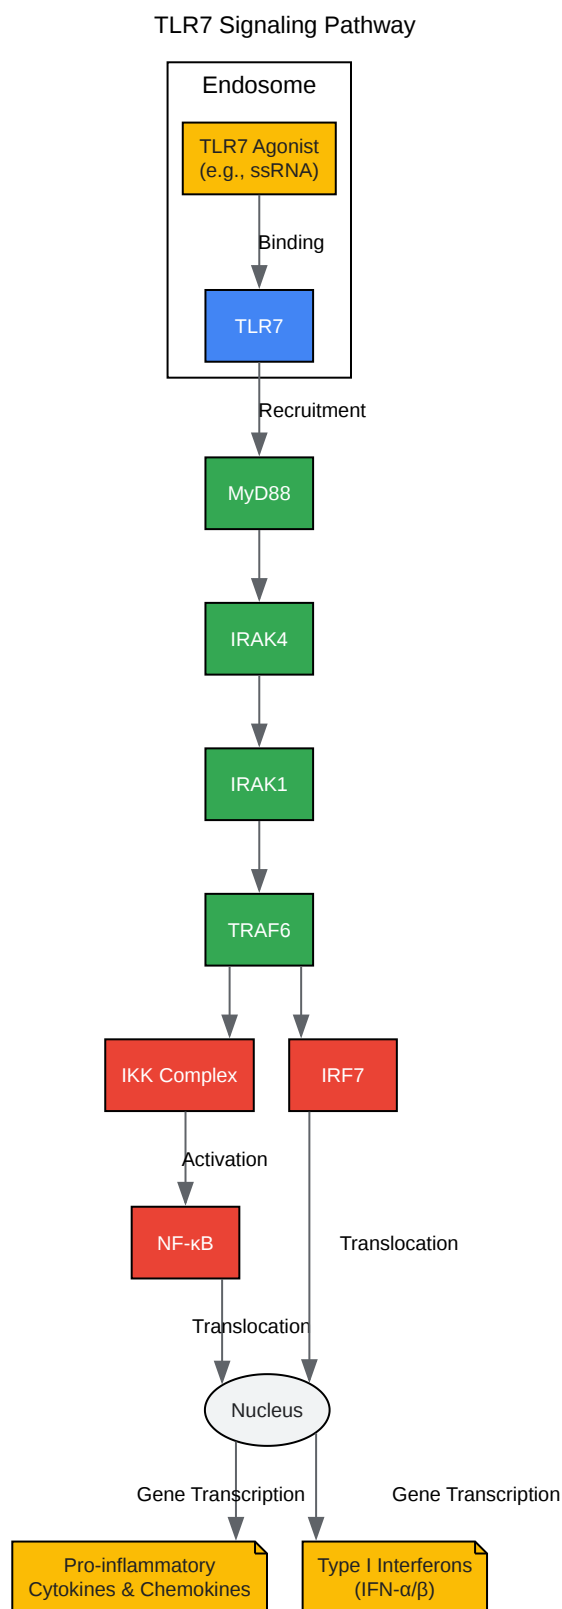 TLR7 Signaling Pathway
Endosome
TLR7 Agonist
(e.g., ssRNA)
Binding
TLR7
Recruitment
MyD88
IRAK4
IRAK1
TRAF6
IKK Complex
IRF7
Activation
NF-κB
Translocation
Translocation
Nucleus
Gene Transcription
Gene Transcription
Pro-inflammatory
Cytokines & Chemokines
Type I Interferons
(IFN-α/β)